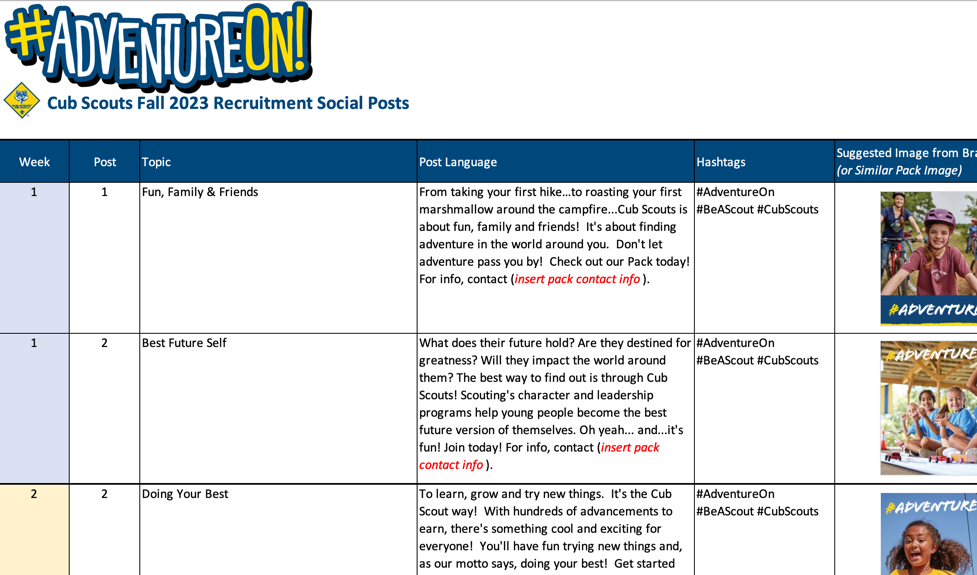 #ADVENTUREON!
Cub Scouts Fall 2023 Recruitment Social Posts
Week Post Topic Post Language Hashtags Suggested Image from Bra
(or Similar Pack Image)
1 1 Fun, Family & Friends
From taking your first hike...to roasting your first
marshmallow around the campfire...Cub Scouts is
about fun, family and friends!  It's about finding
adventure in the world around you.  Don't let
adventure pass you by!  Check out our Pack today!
For info, contact (insert pack contact info ).
#AdventureOn
#BeAScout #CubScouts
#ADVENTURE
1 2 Best Future Self
What does their future hold? Are they destined for
greatness? Will they impact the world around
them? The best way to find out is through Cub
Scouts! Scouting's character and leadership
programs help young people become the best
future version of themselves. Oh yeah... and...it's
fun! Join today! For info, contact (insert pack
contact info ).
#AdventureOn
#BeAScout #CubScouts
#ADVENTURE
2 2 Doing Your Best
To learn, grow and try new things.  It's the Cub
Scout way!  With hundreds of advancements to
earn, there's something cool and exciting for
everyone!  You'll have fun trying new things and,
as our motto says, doing your best!  Get started
#AdventureOn
#BeAScout #CubScouts
#ADVENTURE